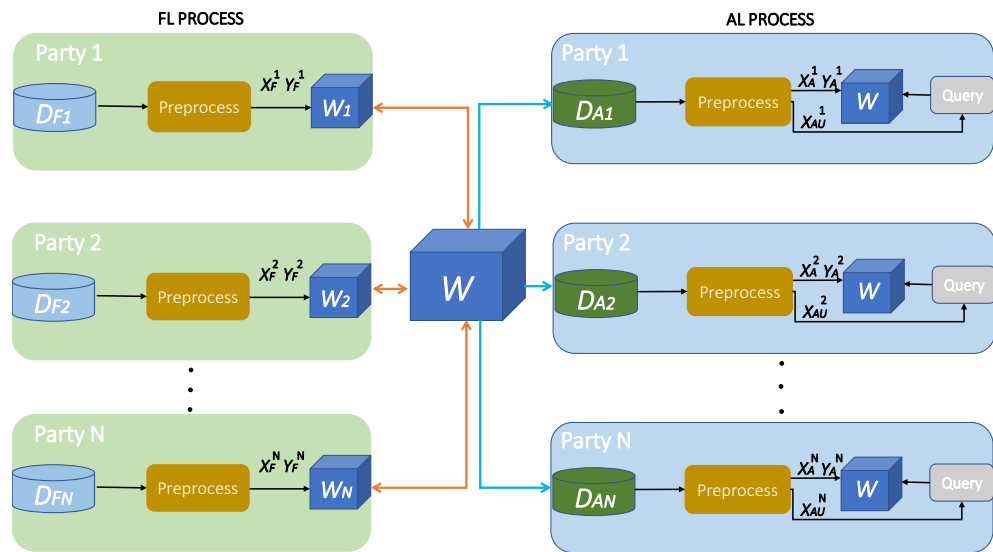 FL PROCESS
AL PROCESS
Party 1
D_F1
Preprocess
X_F^1 Y_F^1
W_1
Party 2
D_F2
Preprocess
X_F^2 Y_F^2
W_2
Party N
D_FN
Preprocess
X_F^N Y_F^N
W_N
W
Party 1
D_A1
Preprocess
X_A^1 Y_A^1
X_AU^1
W
Query
Party 2
D_A2
Preprocess
X_A^2 Y_A^2
X_AU^2
W
Query
Party N
D_AN
Preprocess
X_A^N Y_A^N
X_AU^N
W
Query